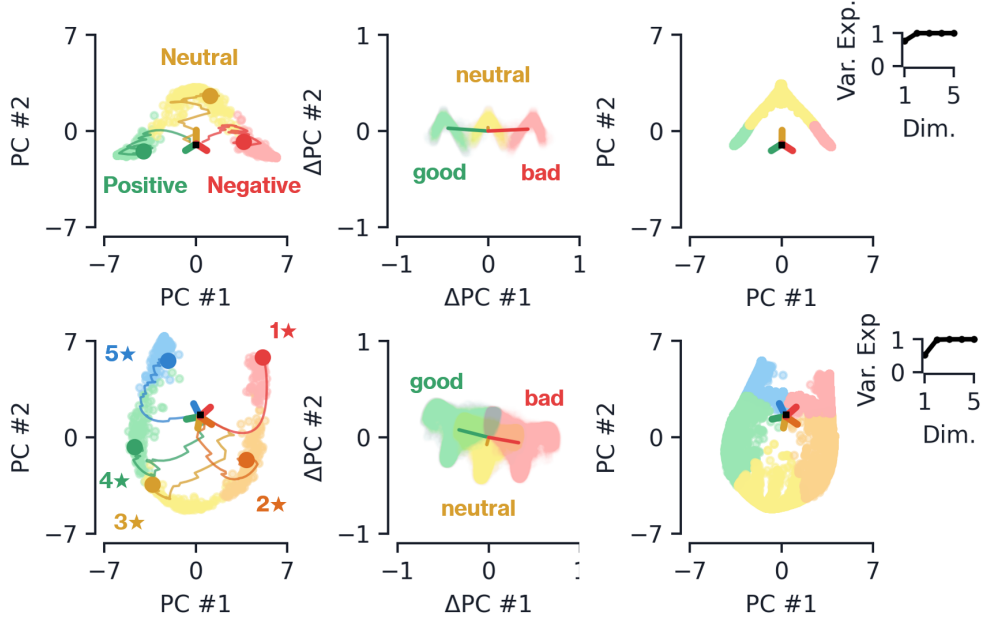 7
0
−7
PC #2
Neutral
Positive
Negative
−7 0 7
PC #1
1
0
−1
ΔPC #2
neutral
good
bad
−1 0 1
ΔPC #1
7
0
−7
PC #2
−7 0 7
PC #1
Var. Exp.
1
0
1 5
Dim.
7
0
−7
PC #2
5★
1★
4★
3★
2★
−7 0 7
PC #1
1
0
−1
ΔPC #2
good
bad
neutral
−1 0
ΔPC #1
7
0
−7
PC #2
−7 0 7
PC #1
Var. Exp
1
0
1 5
Dim.